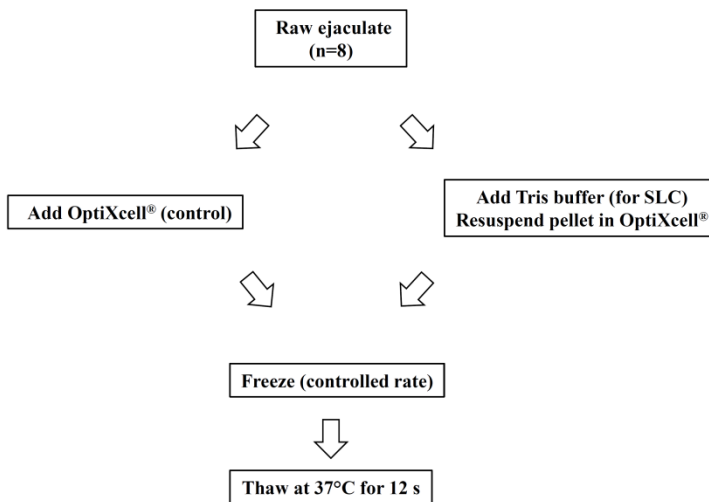 Raw ejaculate
(n=8)
Add OptiXcell® (control)
Add Tris buffer (for SLC)
Resuspend pellet in OptiXcell®
Freeze (controlled rate)
Thaw at 37°C for 12 s